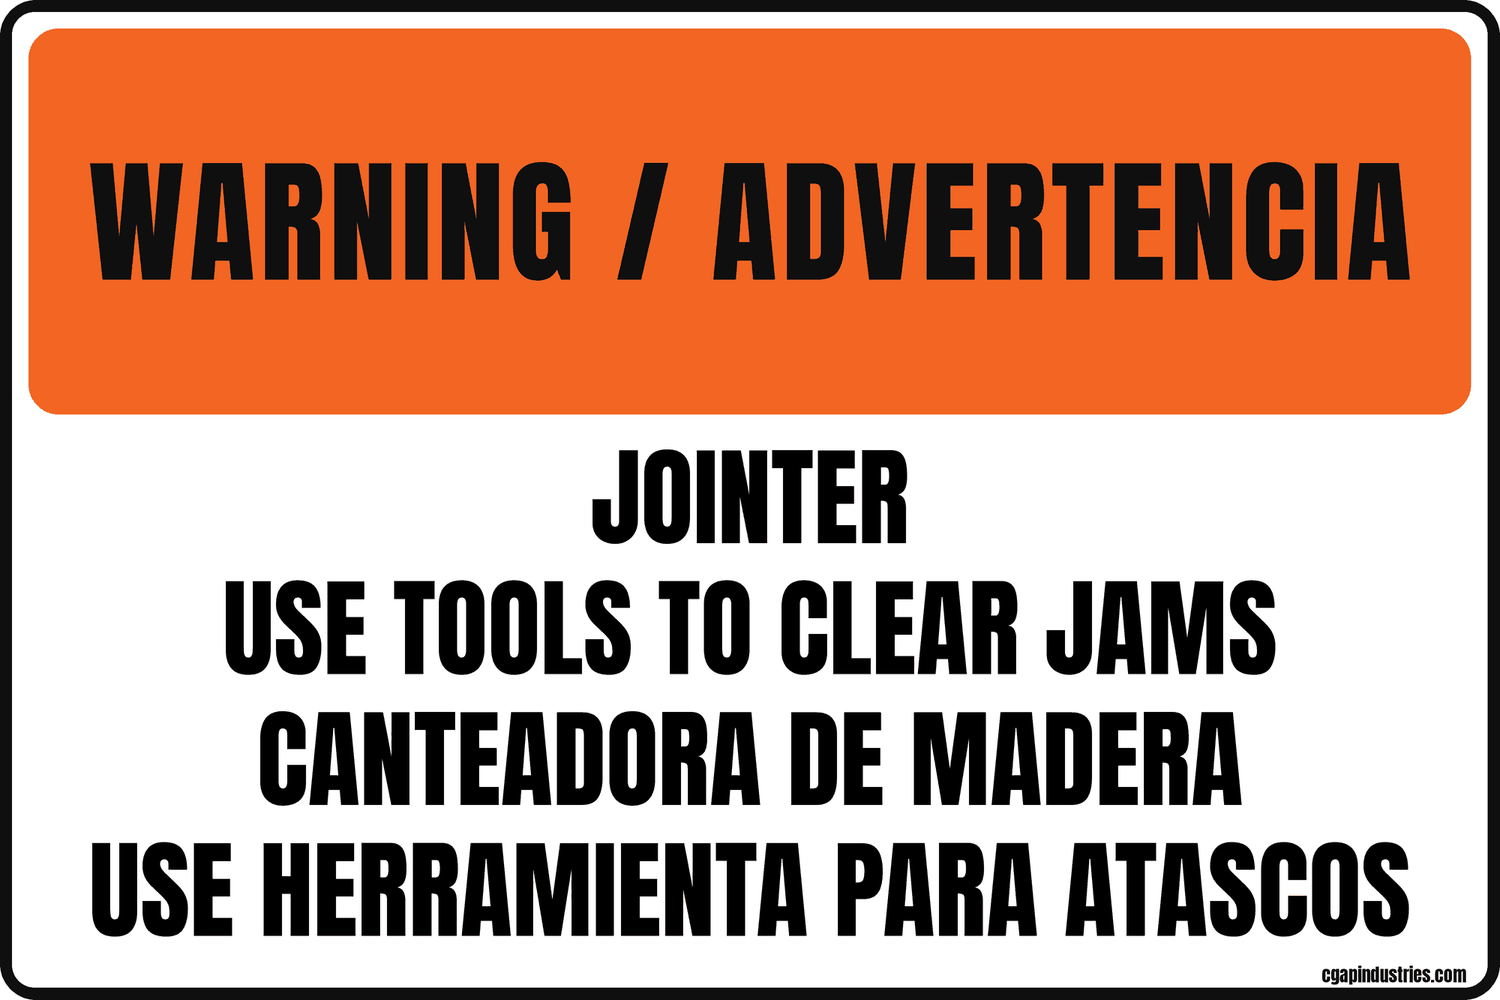 WARNING / ADVERTENCIA
JOINTER
USE TOOLS TO CLEAR JAMS
CANTEADORA DE MADERA
USE HERRAMIENTA PARA ATASCOS
cgapindustries.com